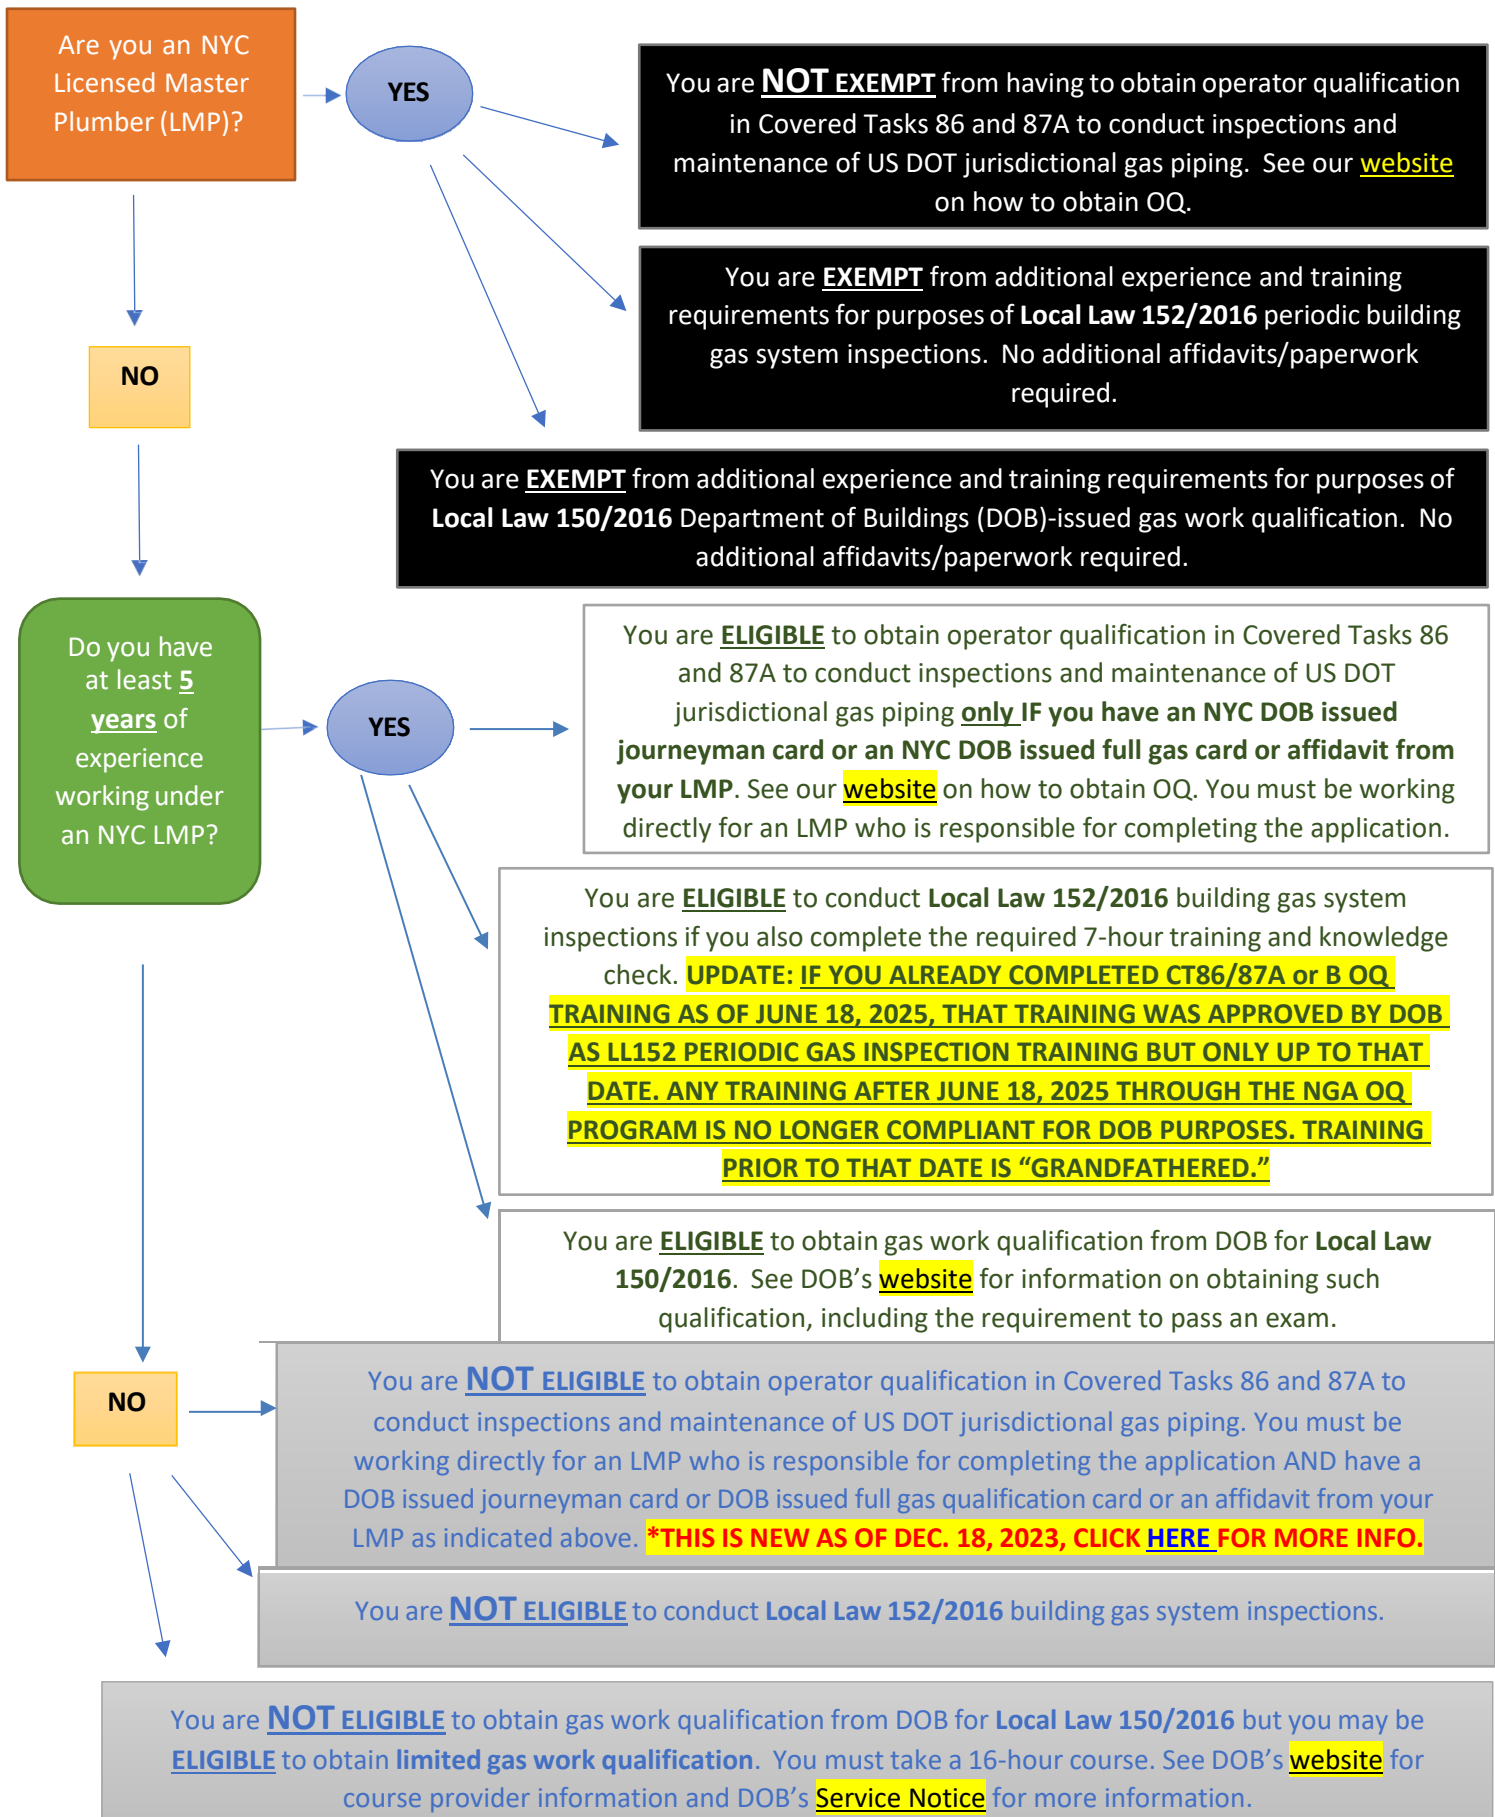 Are you an NYC
Licensed Master
Plumber (LMP)?
YES
You are NOT EXEMPT from having to obtain operator qualification
in Covered Tasks 86 and 87A to conduct inspections and
maintenance of US DOT jurisdictional gas piping. See our website
on how to obtain OQ.
You are EXEMPT from additional experience and training
requirements for purposes of Local Law 152/2016 periodic building
gas system inspections. No additional affidavits/paperwork
required.
NO
You are EXEMPT from additional experience and training requirements for purposes of
Local Law 150/2016 Department of Buildings (DOB)-issued gas work qualification. No
additional affidavits/paperwork required.
Do you have
at least 5
years of
experience
working under
an NYC LMP?
YES
You are ELIGIBLE to obtain operator qualification in Covered Tasks 86
and 87A to conduct inspections and maintenance of US DOT
jurisdictional gas piping only IF you have an NYC DOB issued
journeyman card or an NYC DOB issued full gas card or affidavit from
your LMP. See our website on how to obtain OQ. You must be working
directly for an LMP who is responsible for completing the application.
You are ELIGIBLE to conduct Local Law 152/2016 building gas system
inspections if you also complete the required 7-hour training and knowledge
check. UPDATE: IF YOU ALREADY COMPLETED CT86/87A or B OQ
TRAINING AS OF JUNE 18, 2025, THAT TRAINING WAS APPROVED BY DOB
AS LL152 PERIODIC GAS INSPECTION TRAINING BUT ONLY UP TO THAT
DATE. ANY TRAINING AFTER JUNE 18, 2025 THROUGH THE NGA OQ
PROGRAM IS NO LONGER COMPLIANT FOR DOB PURPOSES. TRAINING
PRIOR TO THAT DATE IS “GRANDFATHERED.”
You are ELIGIBLE to obtain gas work qualification from DOB for Local Law
150/2016. See DOB’s website for information on obtaining such
qualification, including the requirement to pass an exam.
NO
You are NOT ELIGIBLE to obtain operator qualification in Covered Tasks 86 and 87A to
conduct inspections and maintenance of US DOT jurisdictional gas piping. You must be
working directly for an LMP who is responsible for completing the application AND have a
DOB issued journeyman card or DOB issued full gas qualification card or an affidavit from your
LMP as indicated above. *THIS IS NEW AS OF DEC. 18, 2023, CLICK HERE FOR MORE INFO.
You are NOT ELIGIBLE to conduct Local Law 152/2016 building gas system inspections.
You are NOT ELIGIBLE to obtain gas work qualification from DOB for Local Law 150/2016 but you may be
ELIGIBLE to obtain limited gas work qualification. You must take a 16-hour course. See DOB’s website for
course provider information and DOB’s Service Notice for more information.